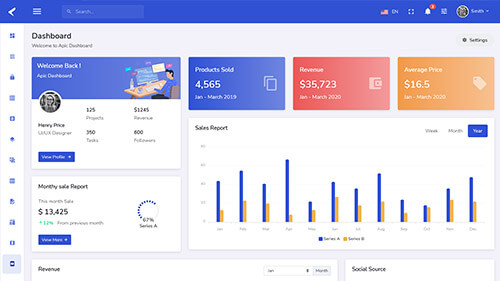 Search...
EN
3
Smith
Dashboard
Welcome to Apic Dashboard
Settings
Welcome Back !
Apic Dashboard
Henry Price
UI/UX Designer
125
Projects
$1245
Revenue
350
Tasks
600
Followers
View Profile
Products Sold
4,565
Jan - March 2019
Revenue
$35,723
Jan - March 2020
Average Price
$16.5
Jan - March 2020
Sales Report
Week
Month
Year
80
60
40
20
0
Jan
Feb
Mar
Apr
May
Jun
Jul
Aug
Sep
Oct
Nov
Dec
Series A
Series B
Monthy sale Report
This month Sale
$ 13,425
12% From previous month
View More
67%
Series A
Revenue
Jan
Month
Social Source